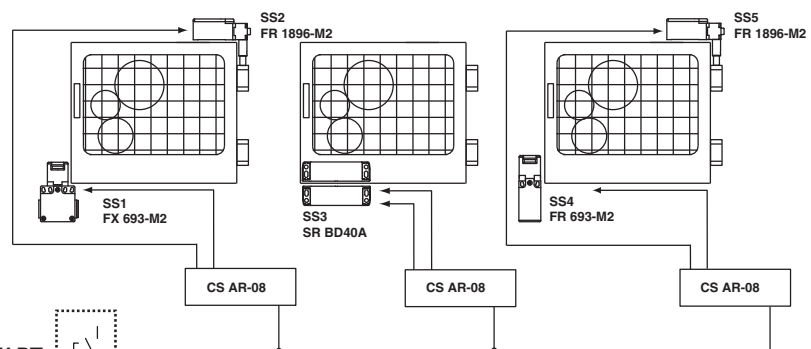 SS2
FR 1896-M2
SS5
FR 1896-M2
SS1
FX 693-M2
SS3
SR BD40A
SS4
FR 693-M2
CS AR-08
CS AR-08
CS AR-08